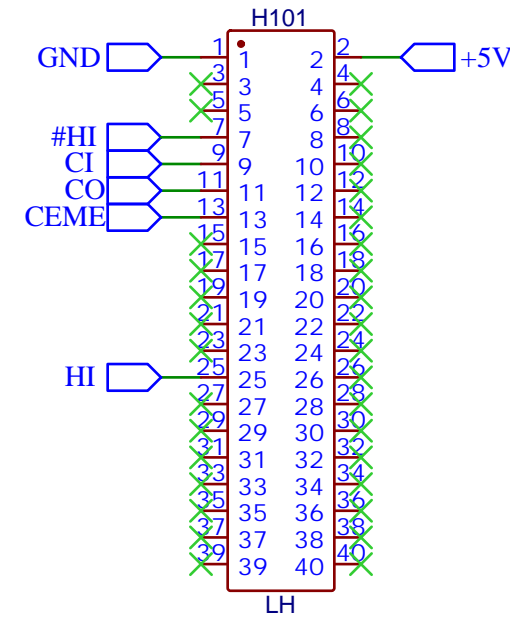 H101
GND 1 1 2 2 +5V
3 3 4 4
5 5 6 6
#HI 7 7 8 8
CI 9 9 10 10
CO 11 11 12 12
CEME 13 13 14 14
15 15 16 16
17 17 18 18
19 19 20 20
21 21 22 22
23 23 24 24
HI 25 25 26 26
27 27 28 28
29 29 30 30
31 31 32 32
33 33 34 34
35 35 36 36
37 37 38 38
39 39 40 40
LH